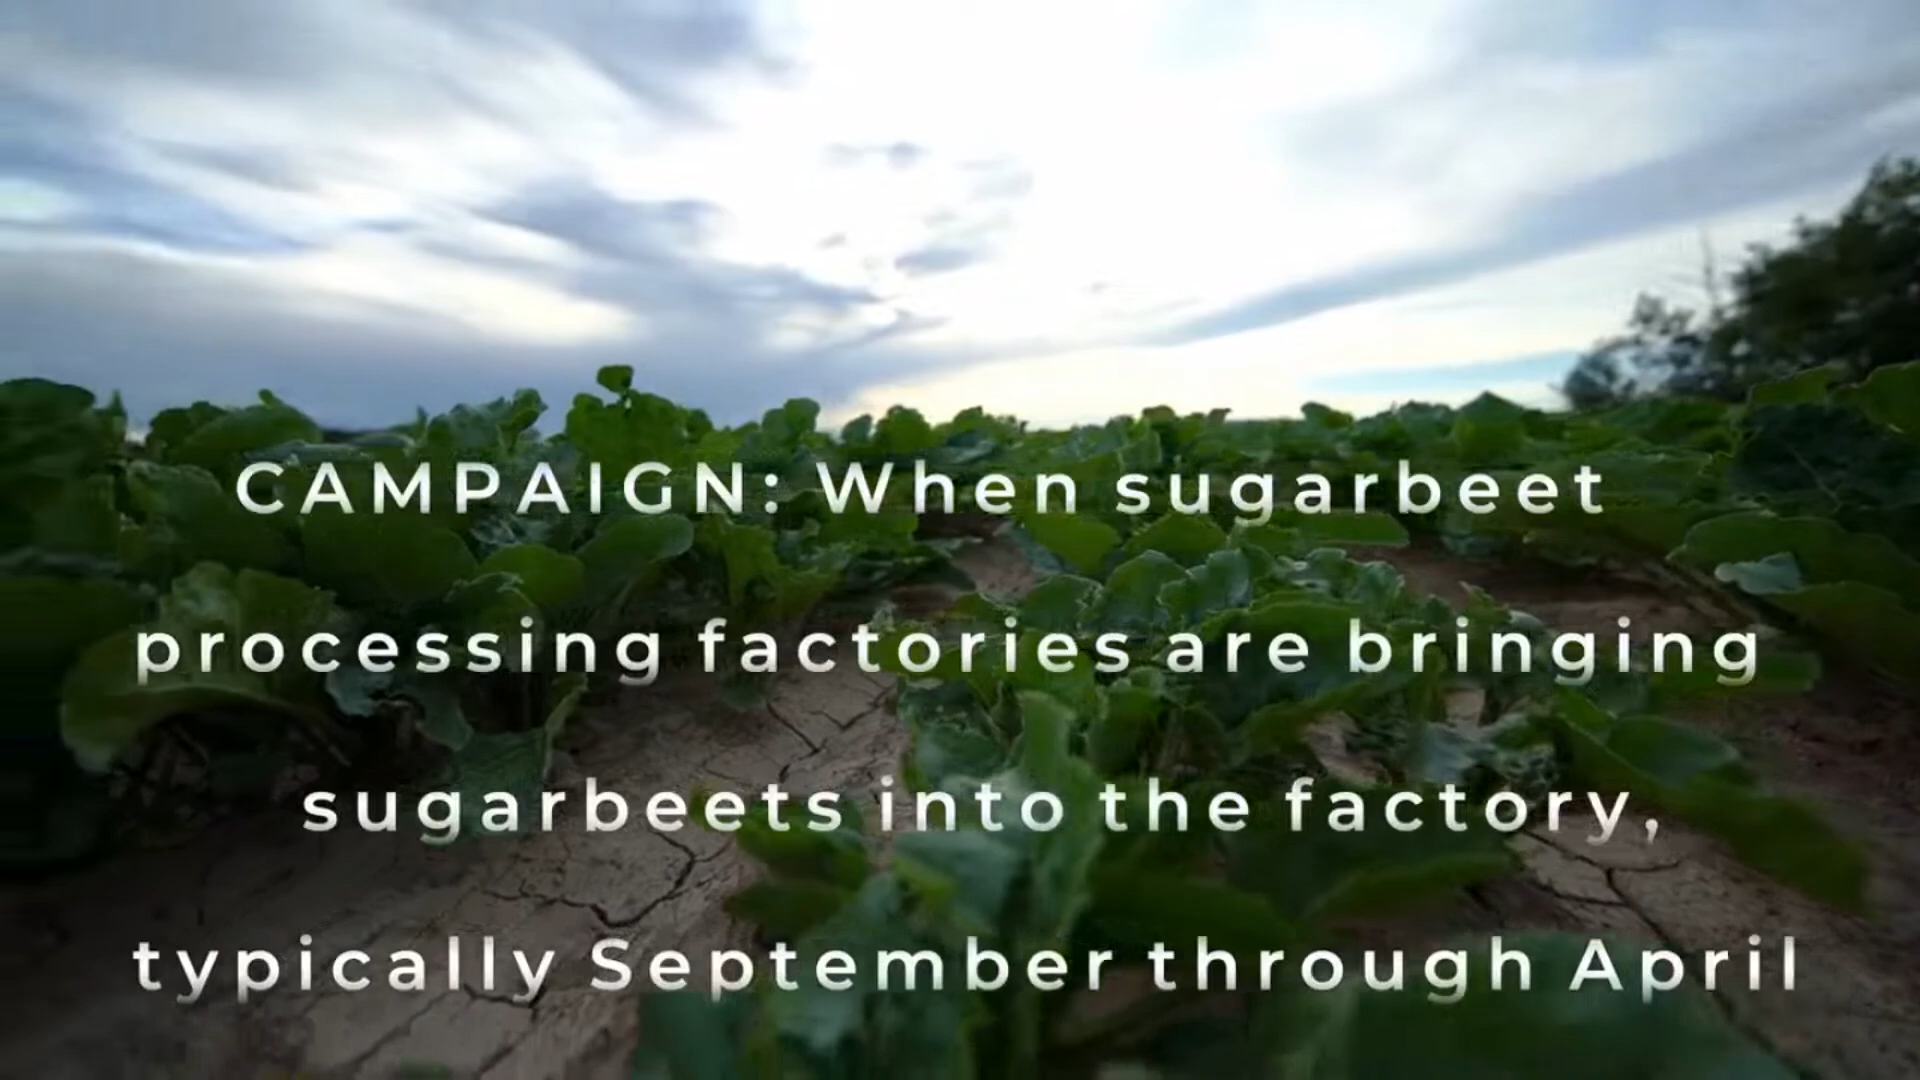 CAMPAIGN: When sugarbeet
processing factories are bringing
sugarbeets into the factory,
typically September through April